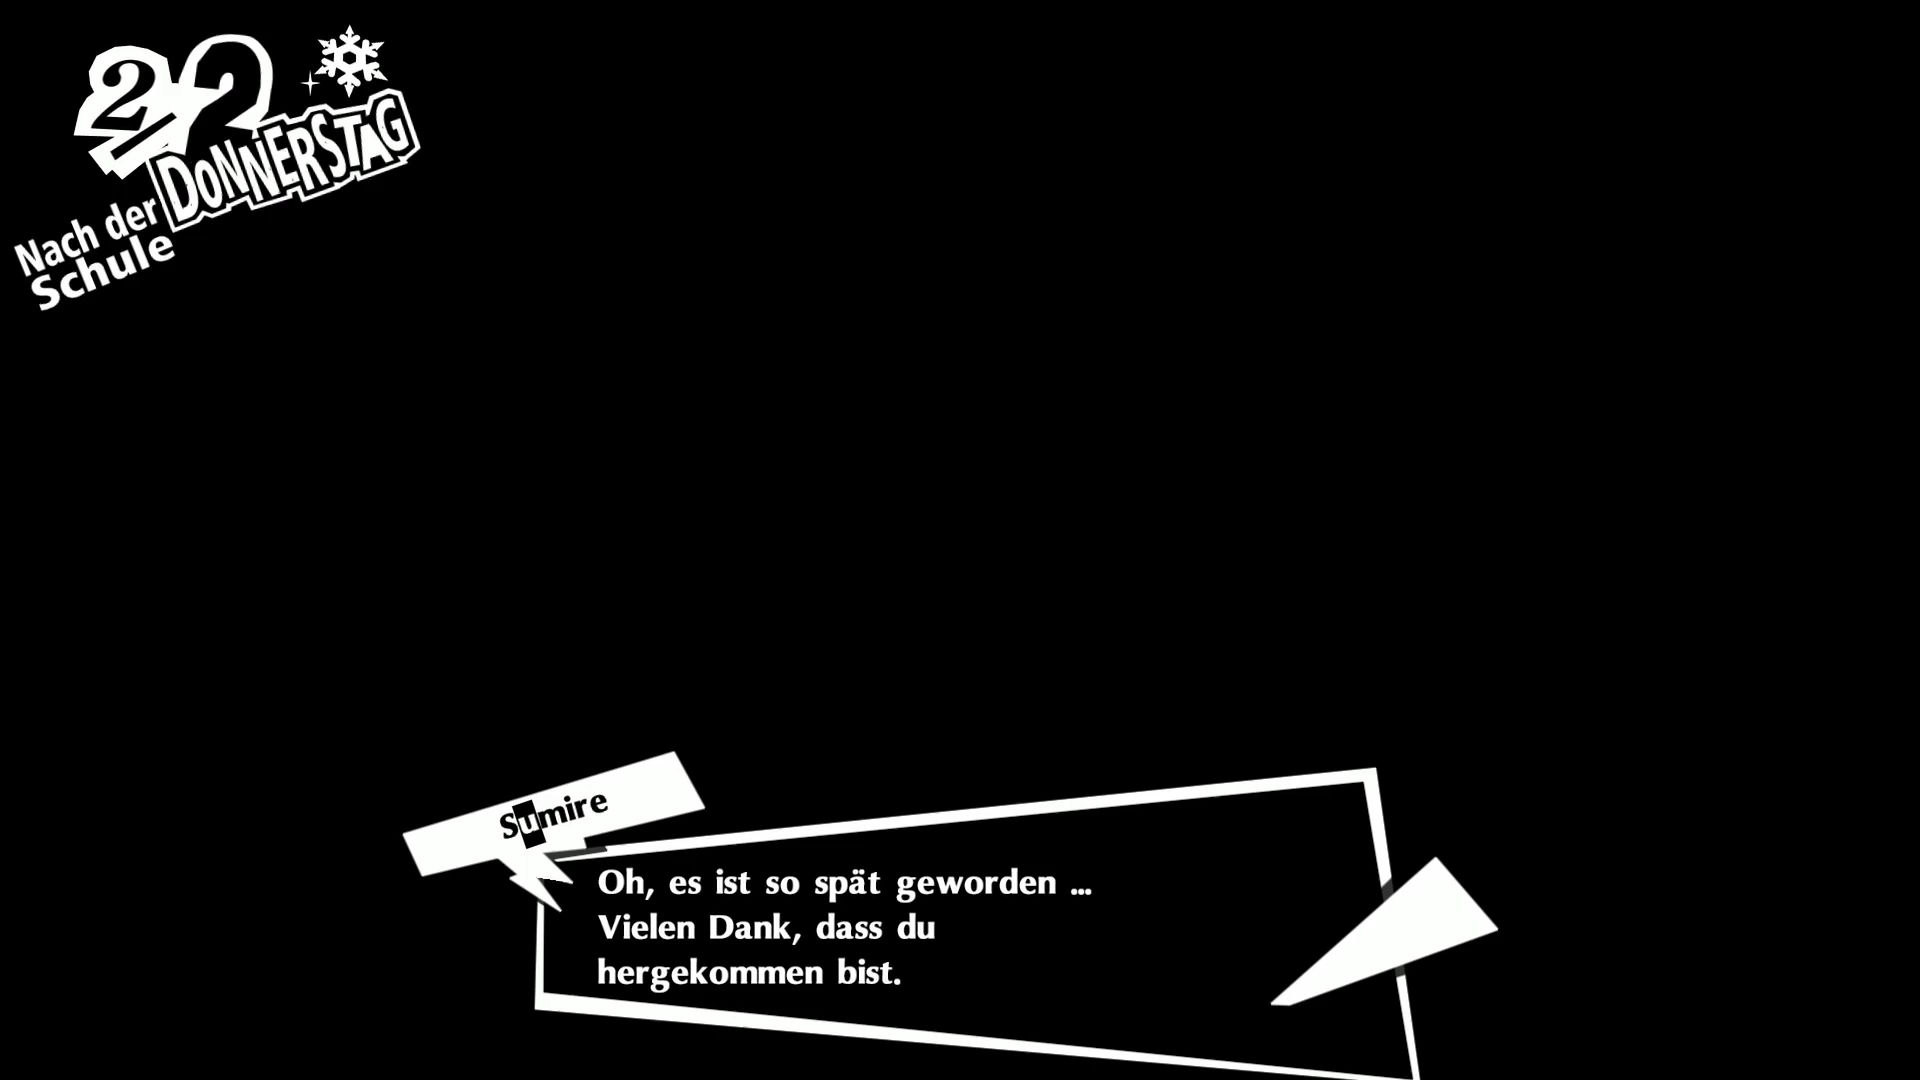 2/2
DONNERSTAG
Nach der
Schule
Sumire
Oh, es ist so spät geworden ...
Vielen Dank, dass du
hergekommen bist.